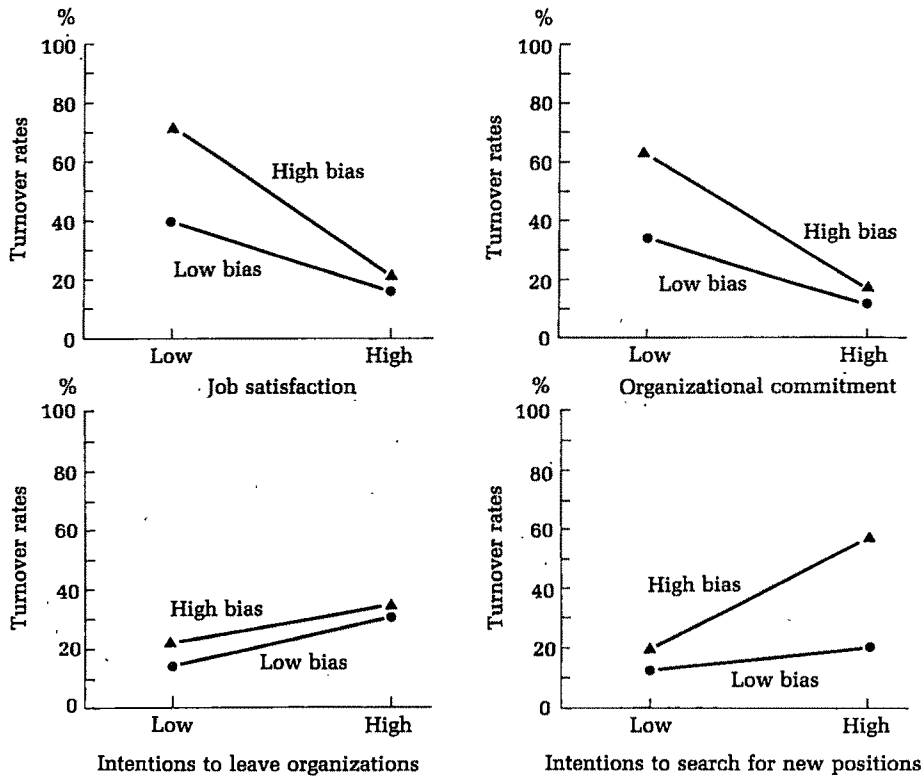 %
100
80
60
40
20
0
Turnover rates
High bias
Low bias
Low High
Job satisfaction
%
100
80
60
40
20
0
Turnover rates
High bias
Low bias
Low High
Organizational commitment
%
100
80
60
40
20
0
Turnover rates
High bias
Low bias
Low High
Intentions to leave organizations
%
100
80
60
40
20
0
Turnover rates
High bias
Low bias
Low High
Intentions to search for new positions